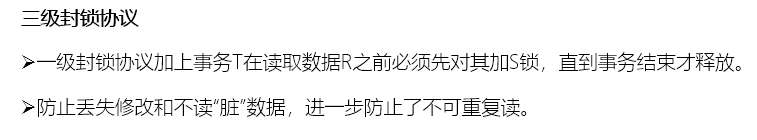 三级封锁协议
➢一级封锁协议加上事务T在读取数据R之前必须先对其加S锁，直到事务结束才释放。
➢防止丢失修改和不读“脏”数据，进一步防止了不可重复读。